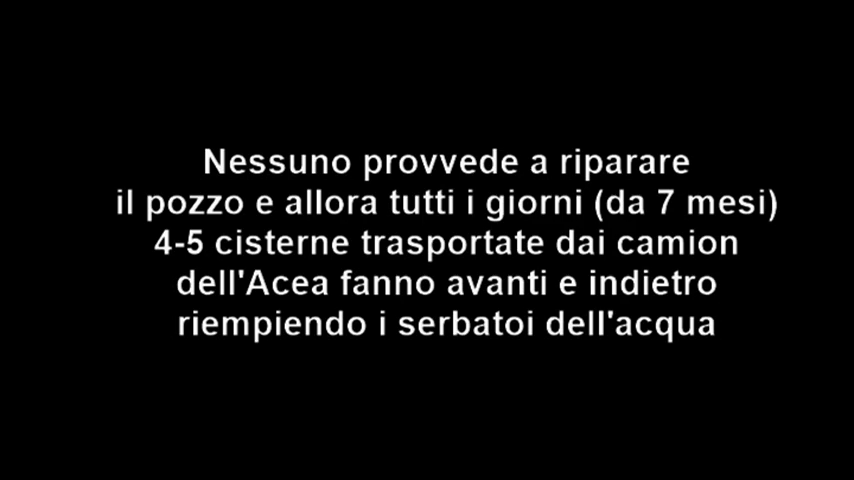 Nessuno provvede a riparare
il pozzo e allora tutti i giorni (da 7 mesi)
4-5 cisterne trasportate dai camion
dell'Acea fanno avanti e indietro
riempiendo i serbatoi dell'acqua